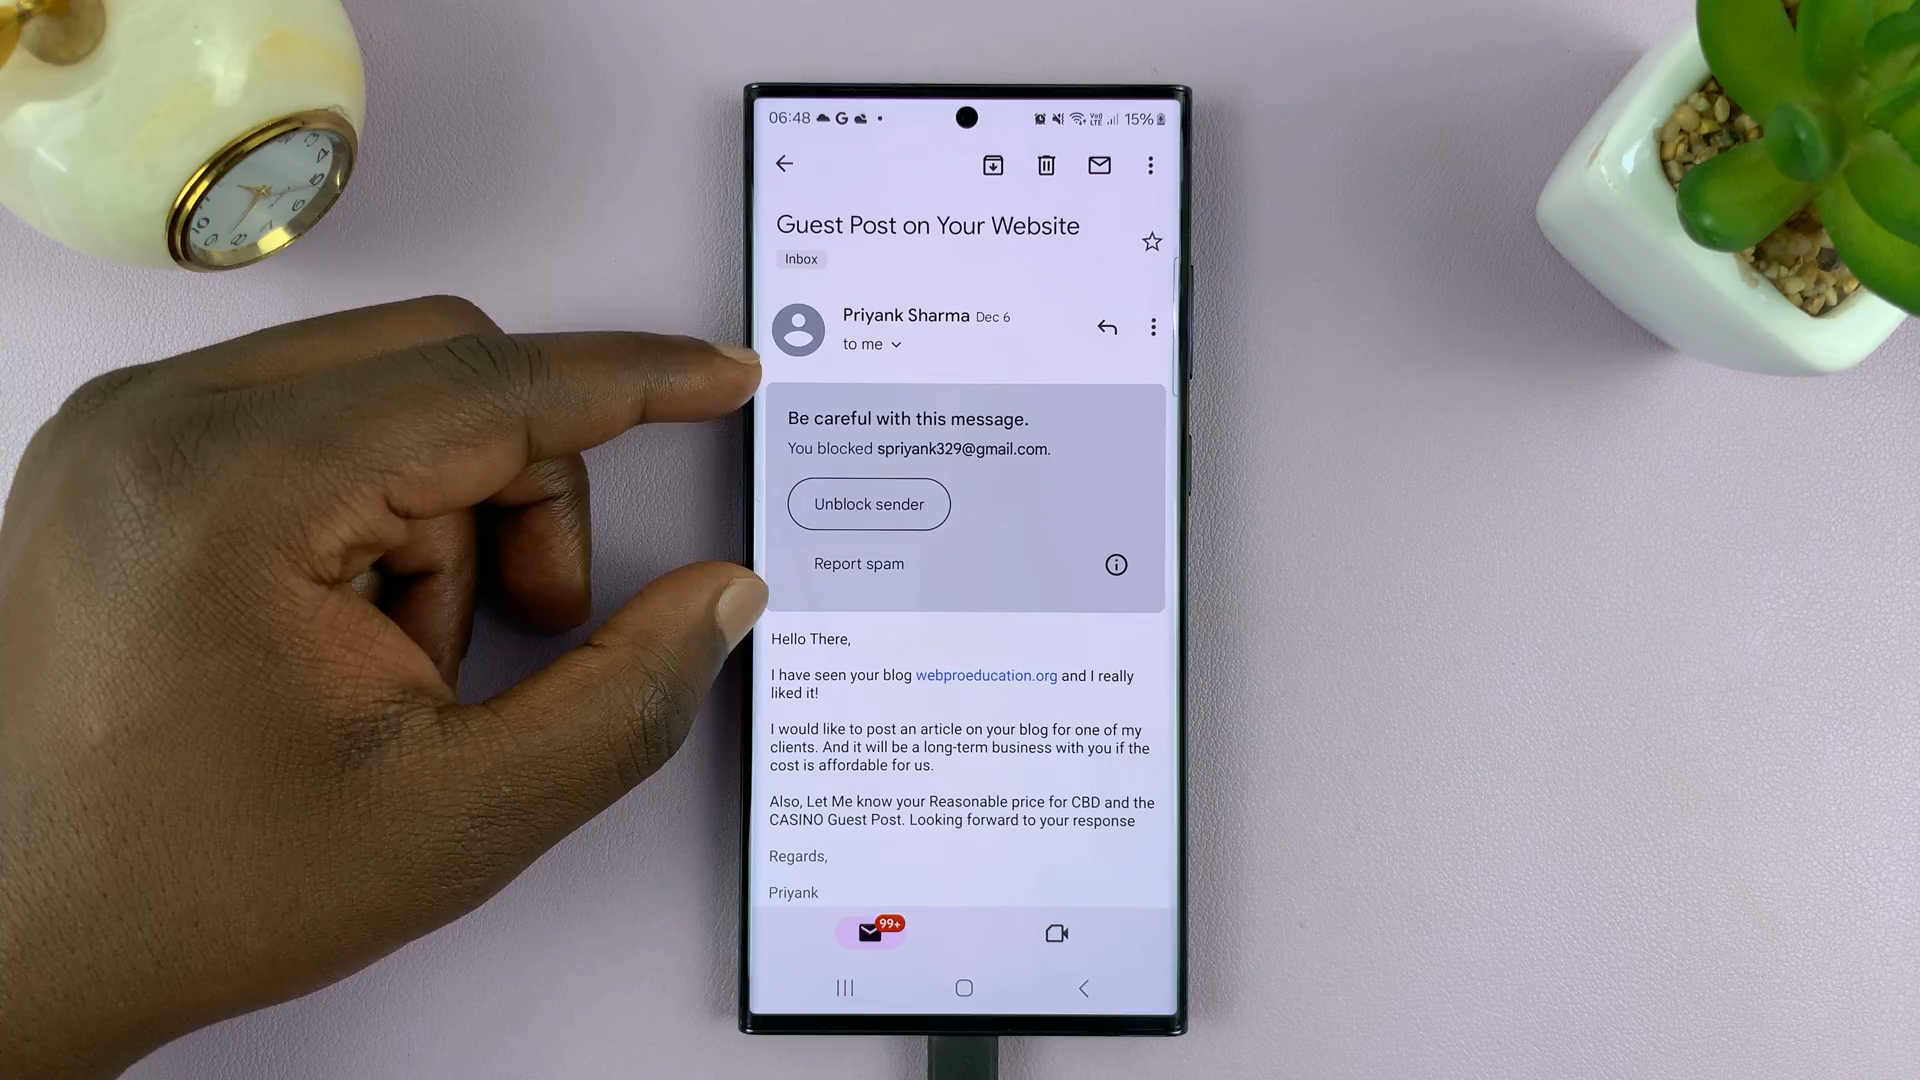 06:48 G 15%
Guest Post on Your Website
Inbox
Priyank Sharma Dec 6
to me
Be careful with this message.
You blocked spriyank329@gmail.com.
Unblock sender
Report spam
Hello There,
I have seen your blog webproeducation.org and I really
liked it!
I would like to post an article on your blog for one of my
clients. And it will be a long-term business with you if the
cost is affordable for us.
Also, Let Me know your Reasonable price for CBD and the
CASINO Guest Post. Looking forward to your response
Regards,
Priyank
99+